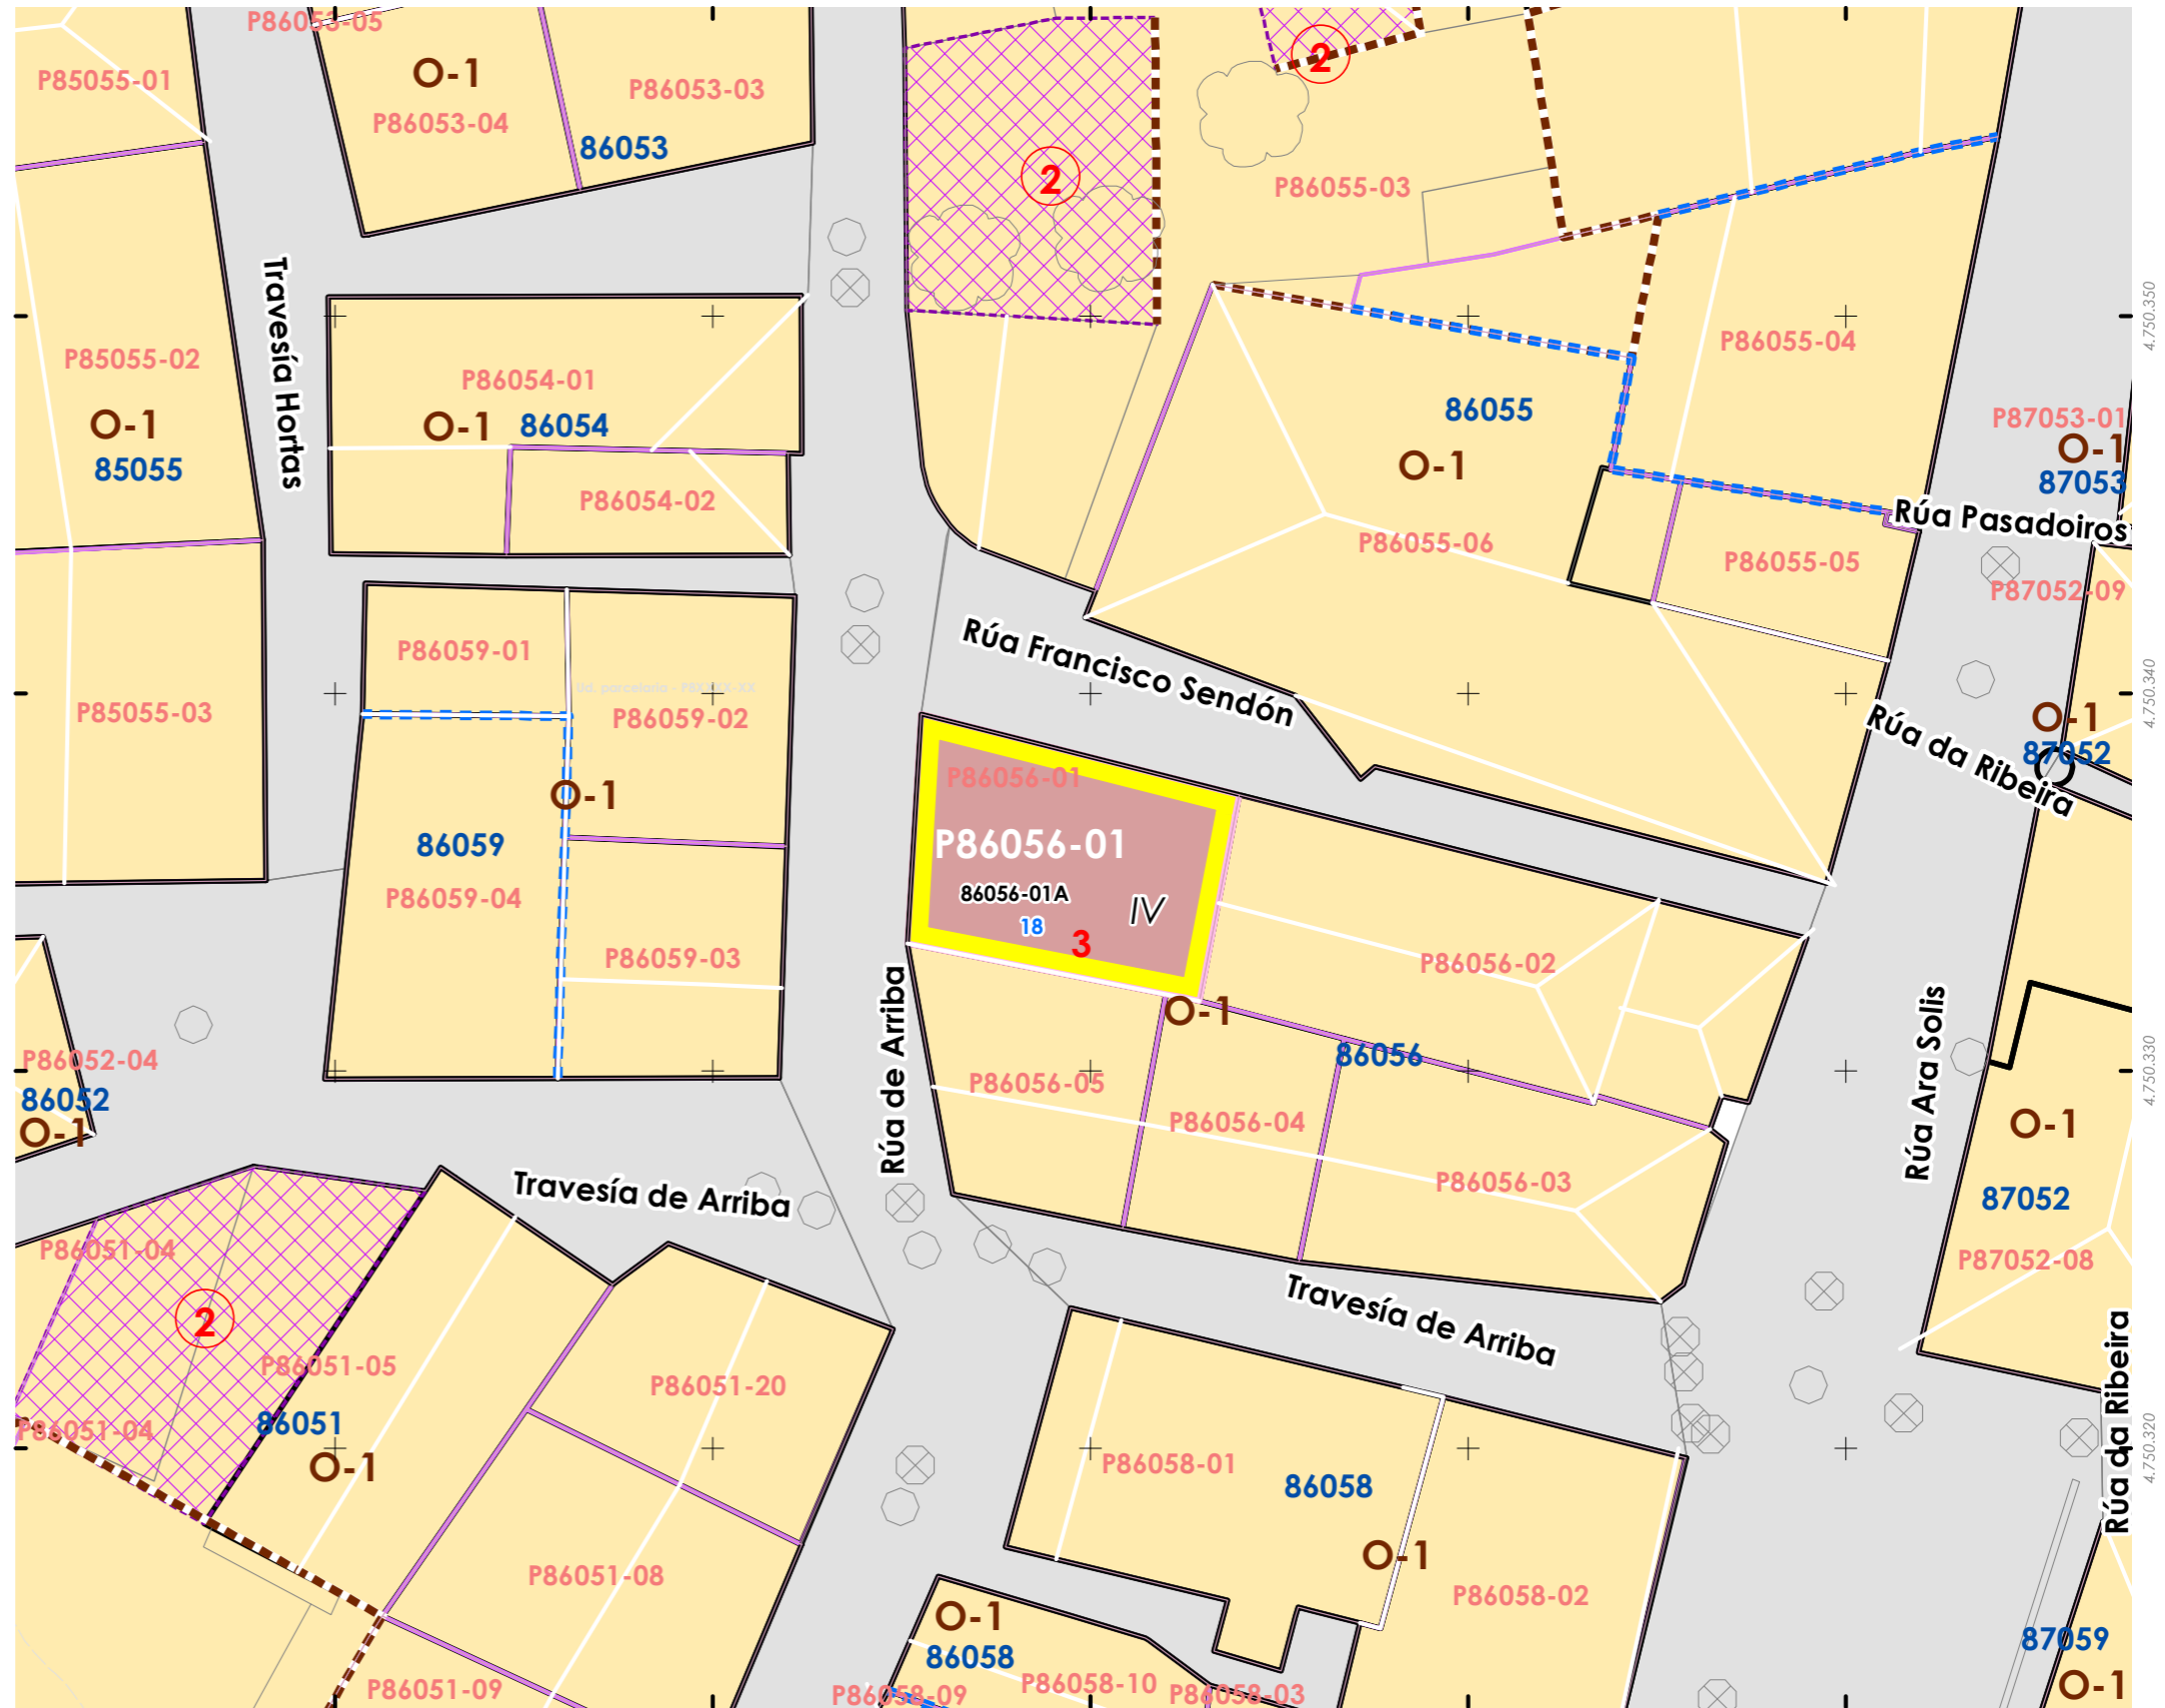 P86053-05
2
P85055-01
O-1
P86053-03
P86053-04
86053
2
P86055-03
Travesía Hortas
P86055-04
4.750.350
P85055-02
P86054-01
O-1
O-1
86054
86055
P87053-01
O-1
85055
O-1
87053
P86054-02
Rúa Pasadoiros
P86055-06
P86055-05
P87052-09
Rúa Francisco Sendón
P86059-01
Ud. parcelaria - P8XXXX-XX
P86059-02
4.750.340
P85055-03
O-1
87052
Rúa da Ribeira
P86056-01
O-1
86059
P86056-01
P86059-04
86056-01A
IV
18
3
P86059-03
P86056-02
Rúa de Arriba
O-1
Rúa Ara Solis
86056
4.750.330
P86052-04
86052
O-1
P86056-05
P86056-04
O-1
P86056-03
Travesía de Arriba
87052
P86051-04
P87052-08
2
Travesía de Arriba
P86051-05
P86051-20
Rúa da Ribeira
86051
P86051-04
O-1
P86058-01
86058
4.750.320
O-1
P86051-08
P86058-02
O-1
86058
87059
P86051-09
P86058-09
P86058-10
P86058-03
O-1